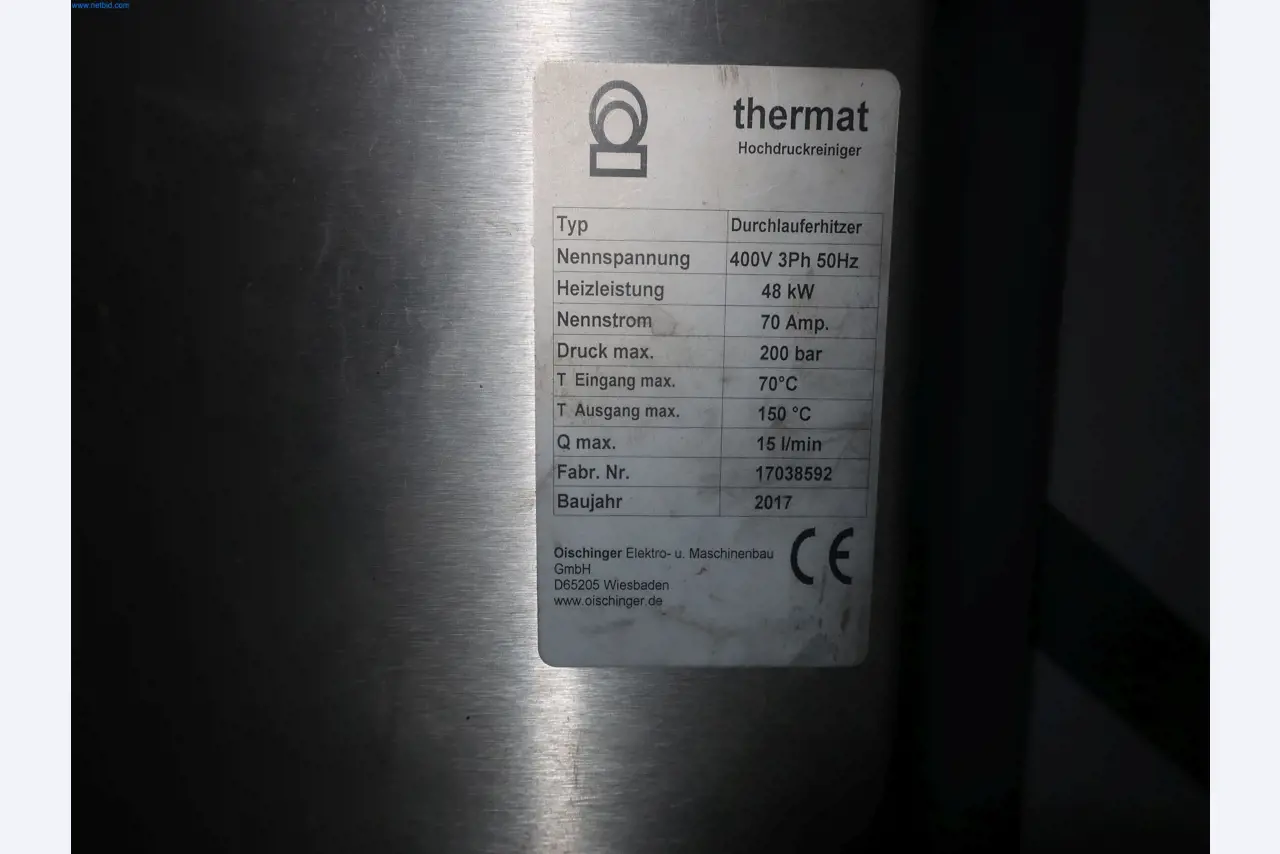 www.netbid.com
thermat
Hochdruckreiniger
Typ Durchlauferhitzer
Nennspannung 400V 3Ph 50Hz
Heizleistung 48 kW
Nennstrom 70 Amp.
Druck max. 200 bar
T Eingang max. 70°C
T Ausgang max. 150 °C
Q max. 15 l/min
Fabr. Nr. 17038592
Baujahr 2017
Oischinger Elektro- u. Maschinenbau
GmbH
D65205 Wiesbaden
www.oischinger.de
CE